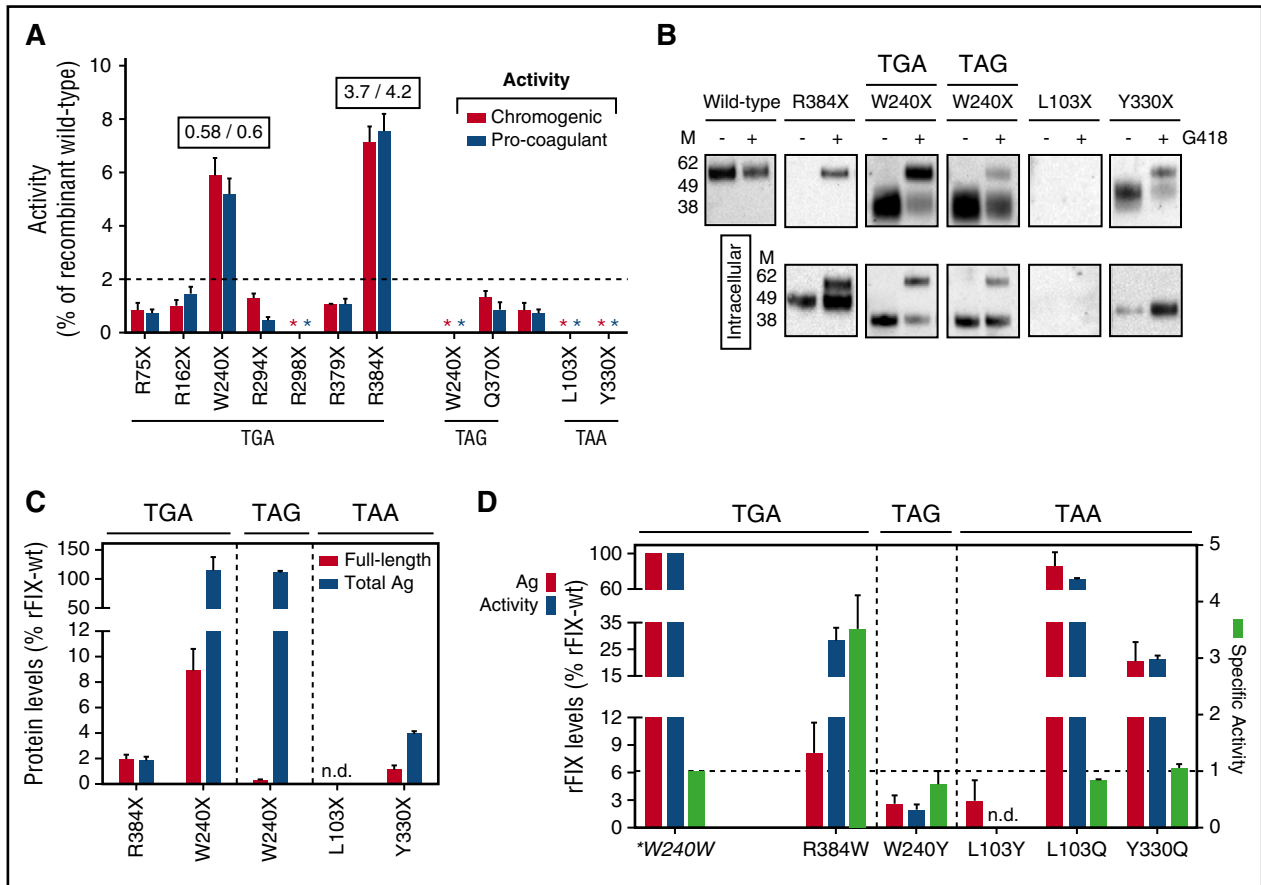 A
Activity
(% of recombinant wild-type)
10
8
6
4
2
0
0.58 / 0.6
3.7 / 4.2
Activity
Chromogenic
Pro-coagulant
* * * * * * * *
R75X R162X W240X R294X R298X R379X R384X W240X Q370X L103X Y330X
TGA TAG TAA
B
TGA TAG
Wild-type R384X W240X W240X L103X Y330X
M - + - + - + - + - + - + G418
62
49
38
Intracellular
M
62
49
38
C
TGA TAG TAA
Protein levels (% rFIX-wt)
150
100
50
12
10
8
6
4
2
0
Full-length
Total Ag
n.d.
R384X W240X W240X L103X Y330X
D
TGA TAG TAA
rFIX levels (% rFIX-wt)
Ag
Activity
100
60
35
25
15
12
9
6
3
0
n.d.
5
4
3
2
1
0
Specific Activity
*W240W R384W W240Y L103Y L103Q Y330Q